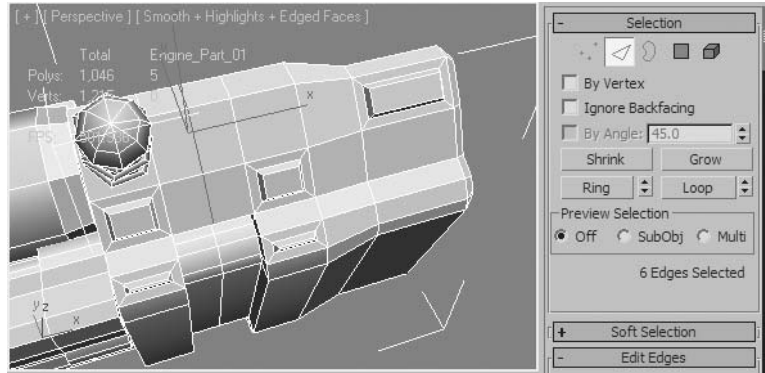 [ + ] [ Perspective ] [ Smooth + Highlights + Edged Faces ]
Total Engine_Part_01
Polys: 1,046 5
Verts:
FPS:
x
y z
x
- Selection
By Vertex
Ignore Backfacing
By Angle: 45.0
Shrink Grow
Ring Loop
Preview Selection
Off SubObj Multi
6 Edges Selected
+ Soft Selection
- Edit Edges